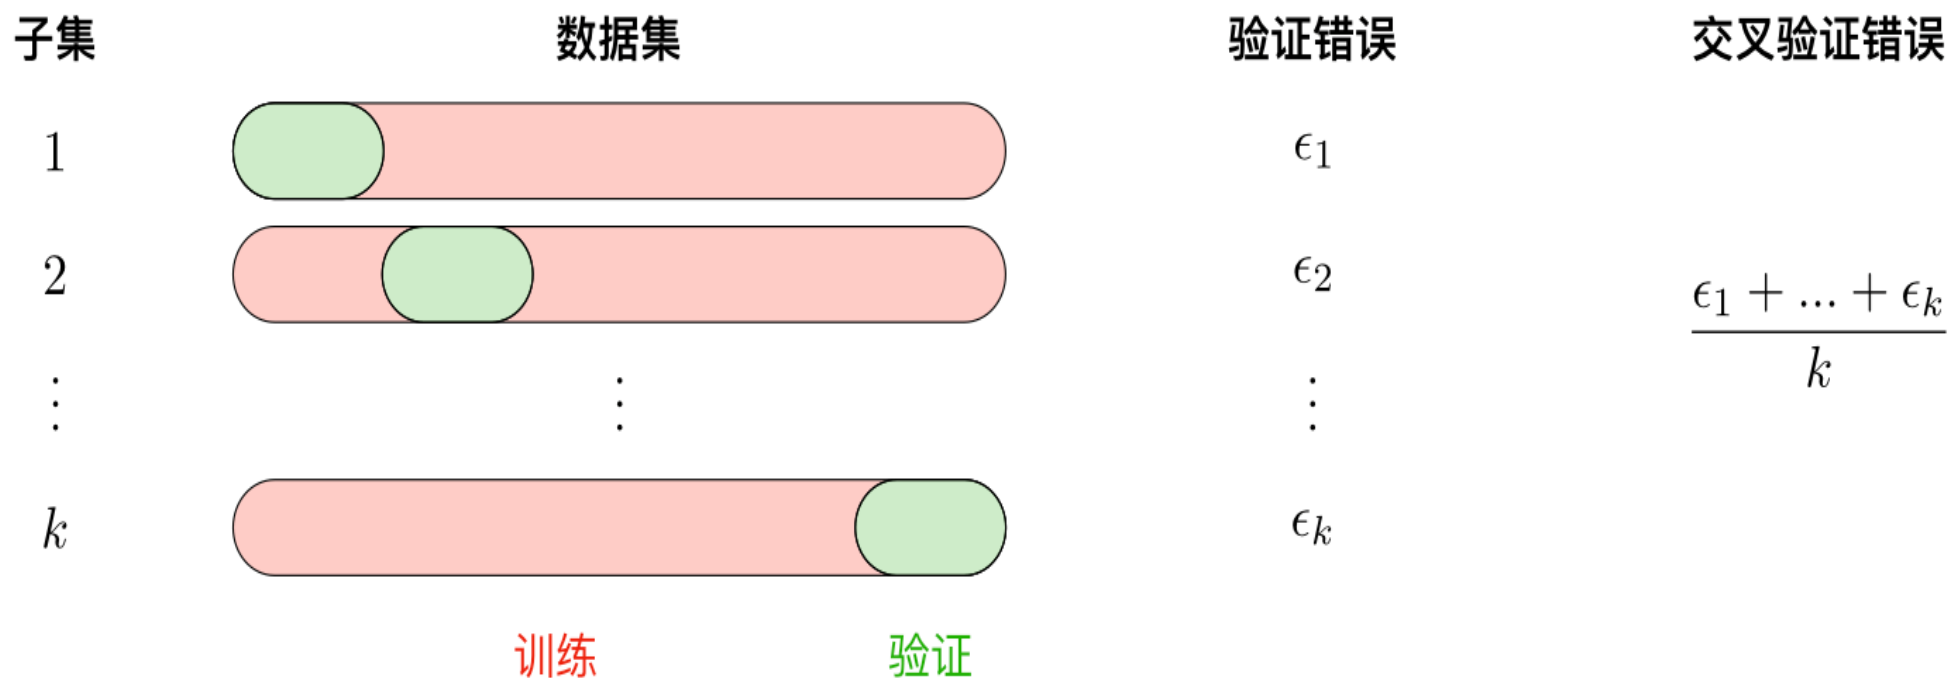 子集 数据集 验证错误 交叉验证错误
1 ϵ₁
2 ϵ₂
(ϵ₁ + ... + ϵₖ) / k
⋮ ⋮ ⋮
k ϵₖ
训练 验证